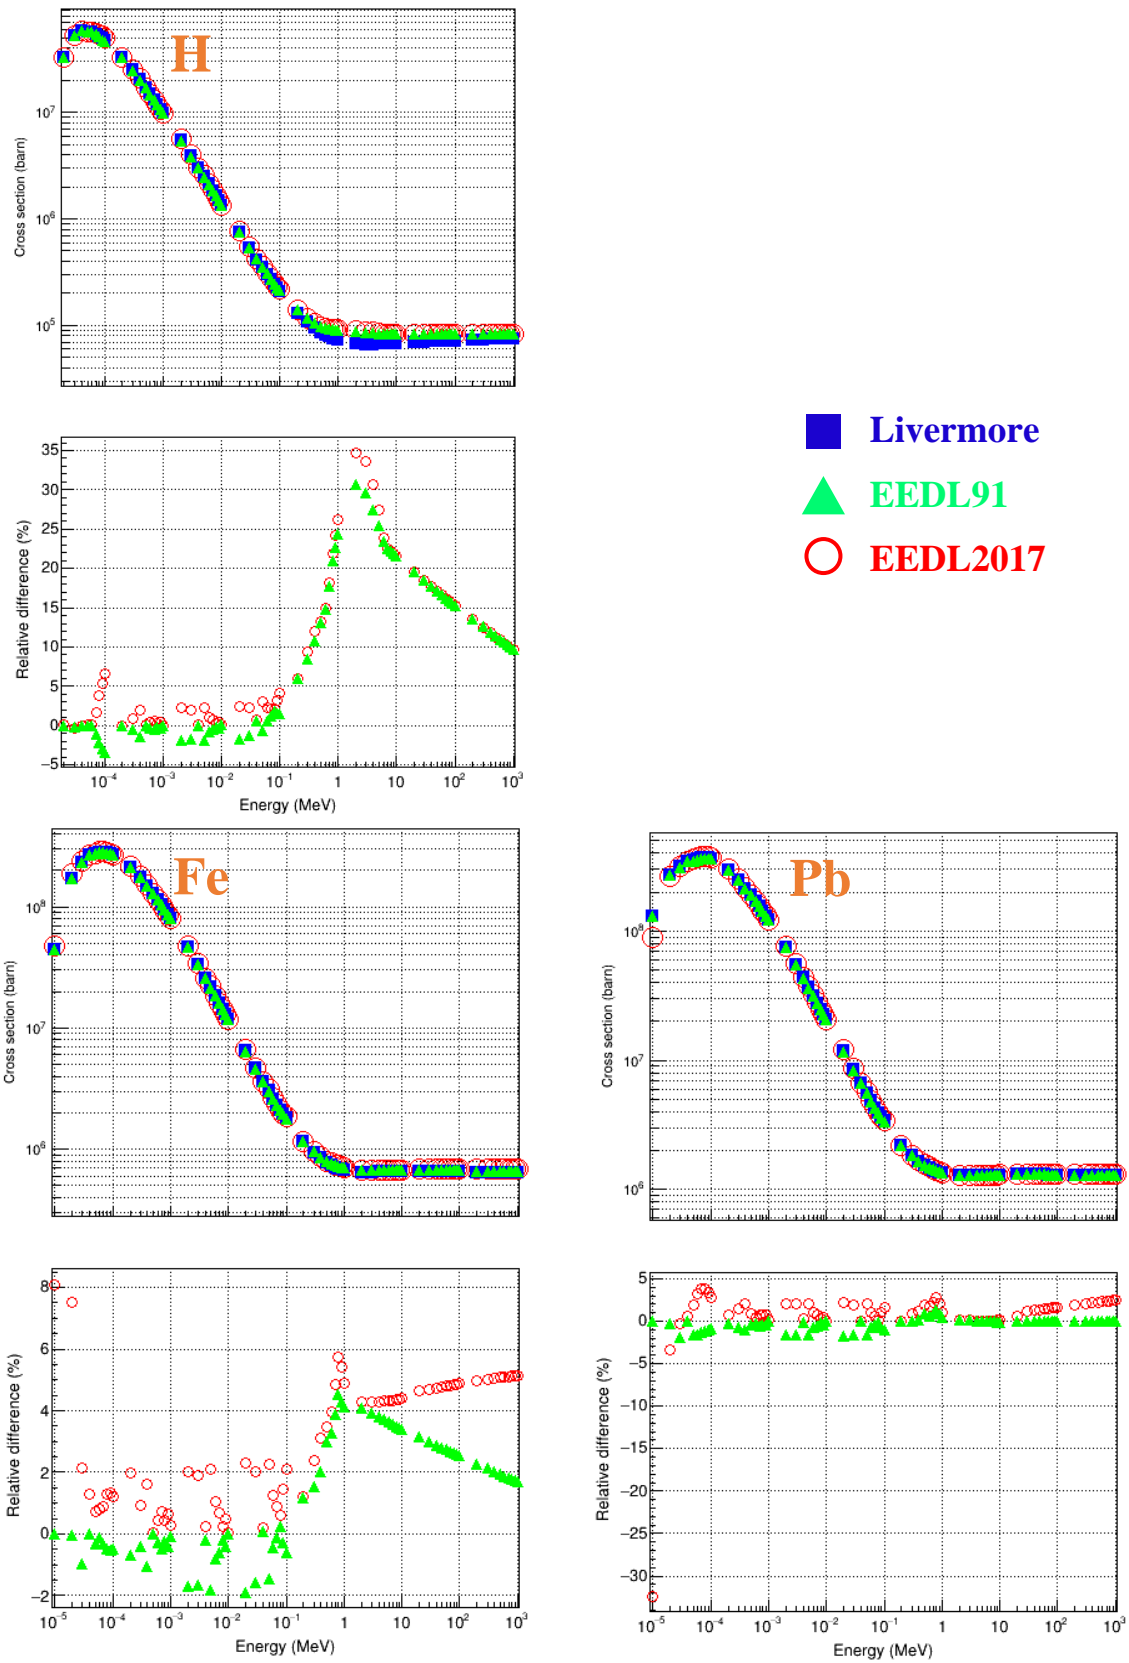 H
Cross section (barn)
10⁷
10⁶
10⁵
Relative difference (%)
35
30
25
20
15
10
5
0
−5
10⁻⁴ 10⁻³ 10⁻² 10⁻¹ 1 10 10² 10³
Energy (MeV)
Livermore
EEDL91
EEDL2017
Fe
Cross section (barn)
10⁸
10⁷
10⁶
Relative difference (%)
8
6
4
2
0
−2
10⁻⁵ 10⁻⁴ 10⁻³ 10⁻² 10⁻¹ 1 10 10² 10³
Energy (MeV)
Pb
Cross section (barn)
10⁸
10⁷
10⁶
Relative difference (%)
5
0
−5
−10
−15
−20
−25
−30
10⁻⁵ 10⁻⁴ 10⁻³ 10⁻² 10⁻¹ 1 10 10² 10³
Energy (MeV)